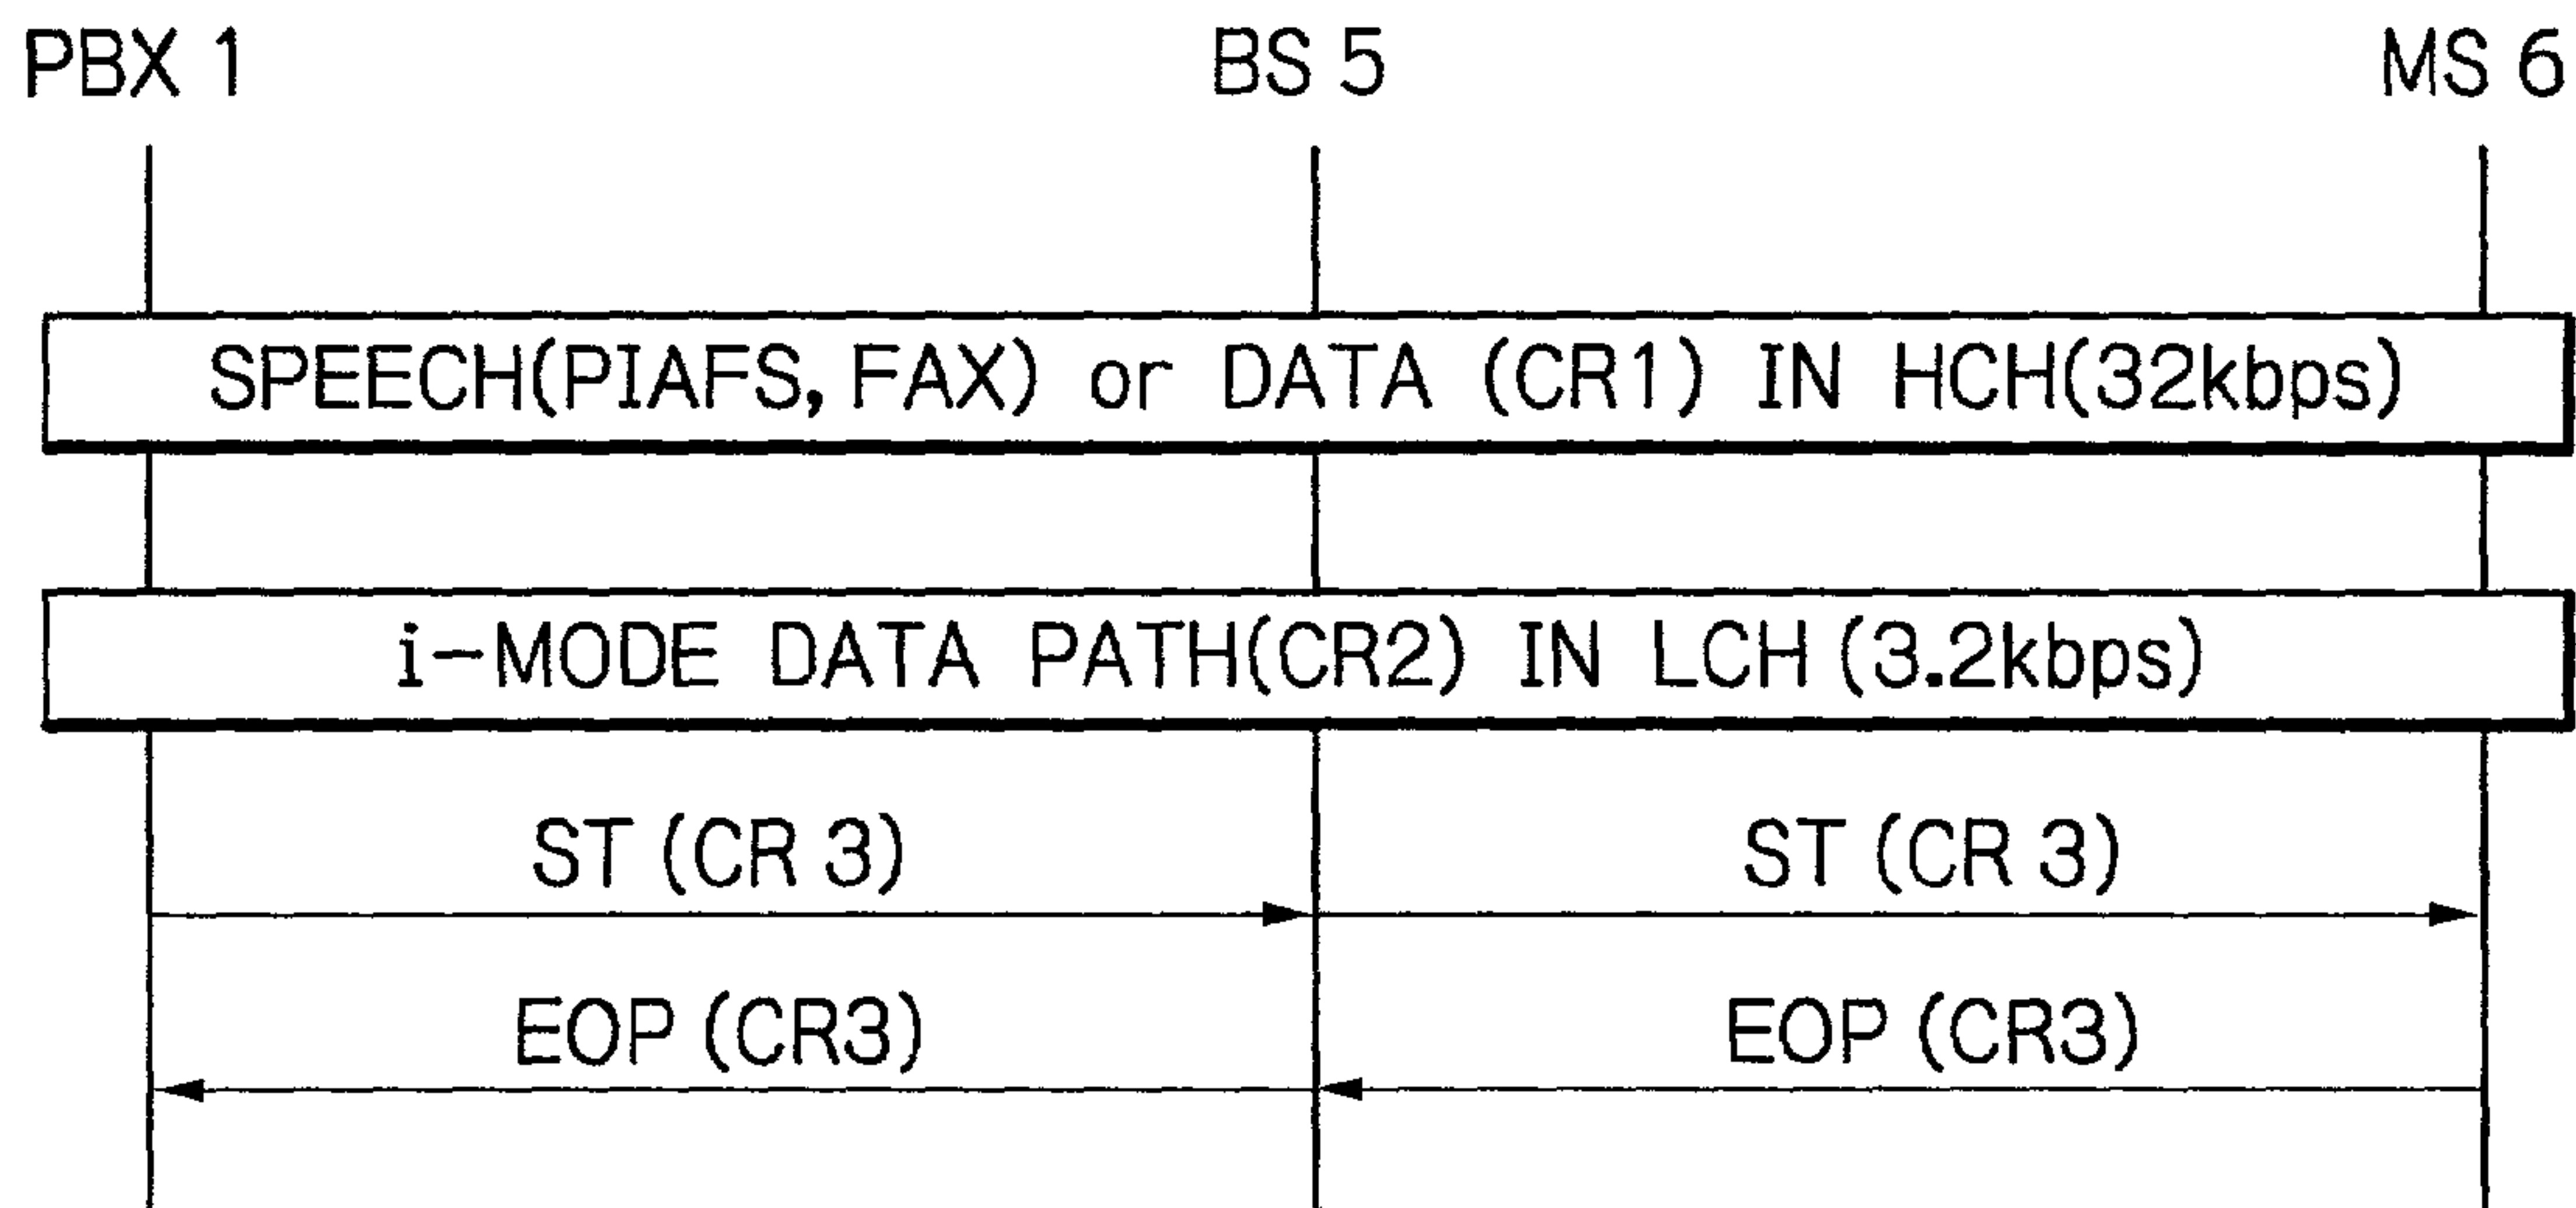 PBX 1
BS 5
MS 6
SPEECH(PIAFS, FAX) or DATA (CR1) IN HCH(32kbps)
i-MODE DATA PATH(CR2) IN LCH (3.2kbps)
ST (CR 3)
ST (CR 3)
EOP (CR3)
EOP (CR3)